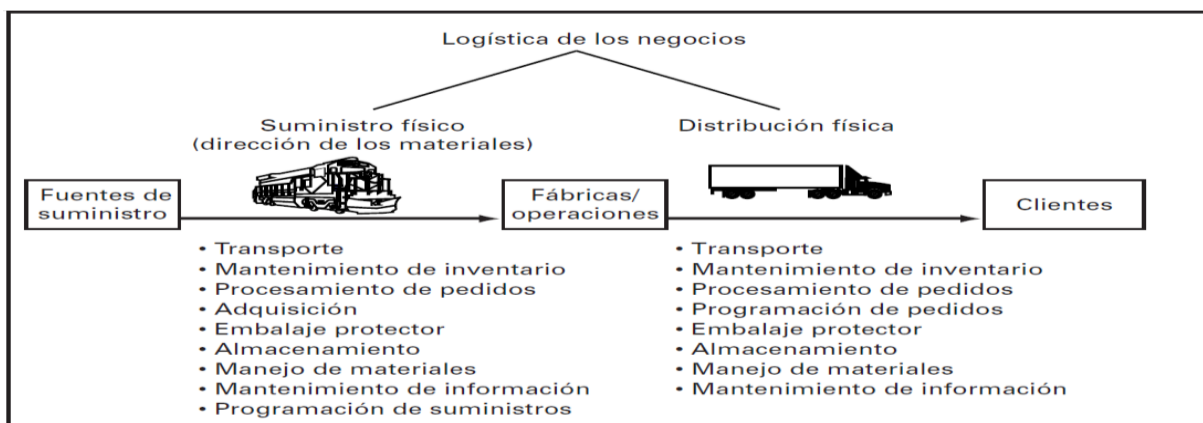 Logística de los negocios
Suministro físico
(dirección de los materiales)
Distribución física
Fuentes de
suministro
Fábricas/
operaciones
Clientes
• Transporte
• Mantenimiento de inventario
• Procesamiento de pedidos
• Adquisición
• Embalaje protector
• Almacenamiento
• Manejo de materiales
• Mantenimiento de información
• Programación de suministros
• Transporte
• Mantenimiento de inventario
• Procesamiento de pedidos
• Programación de pedidos
• Embalaje protector
• Almacenamiento
• Manejo de materiales
• Mantenimiento de información